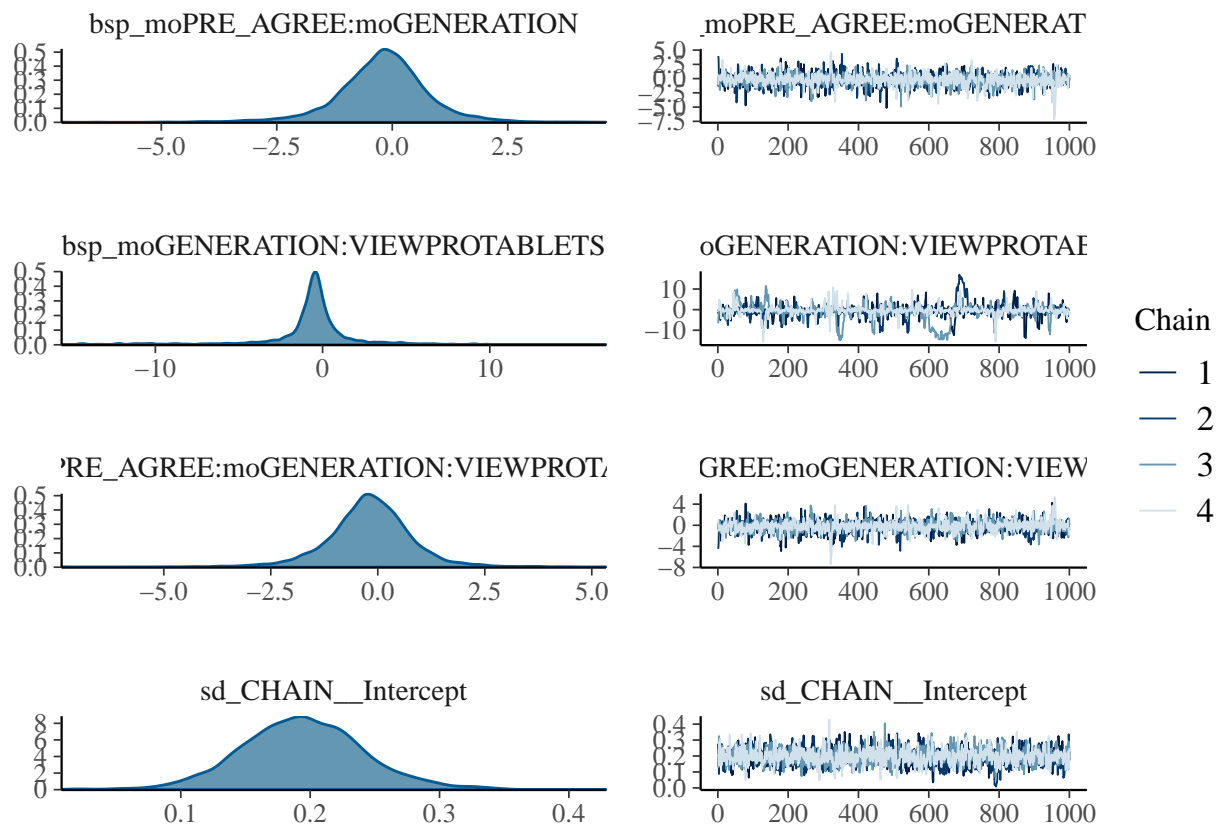 bsp_moPRE_AGREE:moGENERATION
0.5
0.4
0.3
0.2
0.1
0.0
−5.0 −2.5 0.0 2.5
_moPRE_AGREE:moGENERAT
5.0
2.5
0.0
−2.5
−5.0
−7.5
0 200 400 600 800 1000
bsp_moGENERATION:VIEWPROTABLETS
0.5
0.4
0.3
0.2
0.1
0.0
−10 0 10
oGENERATION:VIEWPROTAE
10
0
−10
0 200 400 600 800 1000
PRE_AGREE:moGENERATION:VIEWPROTA
0.5
0.4
0.3
0.2
0.1
0.0
−5.0 −2.5 0.0 2.5 5.0
GREE:moGENERATION:VIEW
4
0
−4
−8
0 200 400 600 800 1000
sd_CHAIN__Intercept
8
6
4
2
0
0.1 0.2 0.3 0.4
sd_CHAIN__Intercept
0.4
0.3
0.2
0.1
0.0
0 200 400 600 800 1000
Chain
1
2
3
4